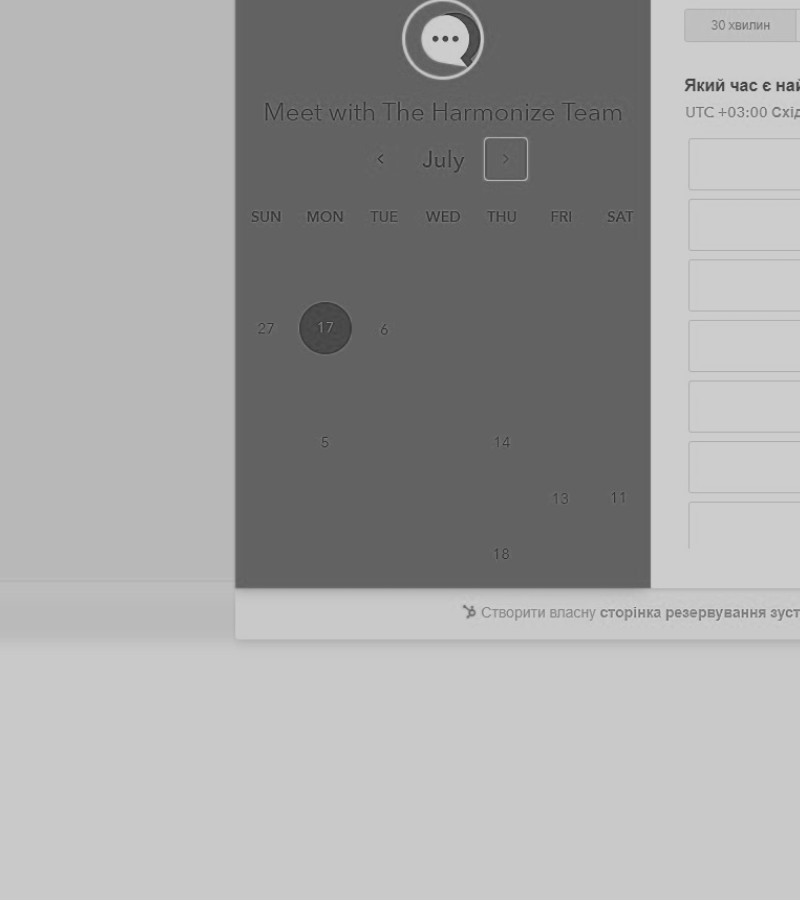 30 хвилин
Який час є най
UTC +03:00 Схід
Meet with The Harmonize Team
July
SUN MON TUE WED THU FRI SAT
27 17 6
5 14
13 11
18
Створити власну сторінка резервування зуст